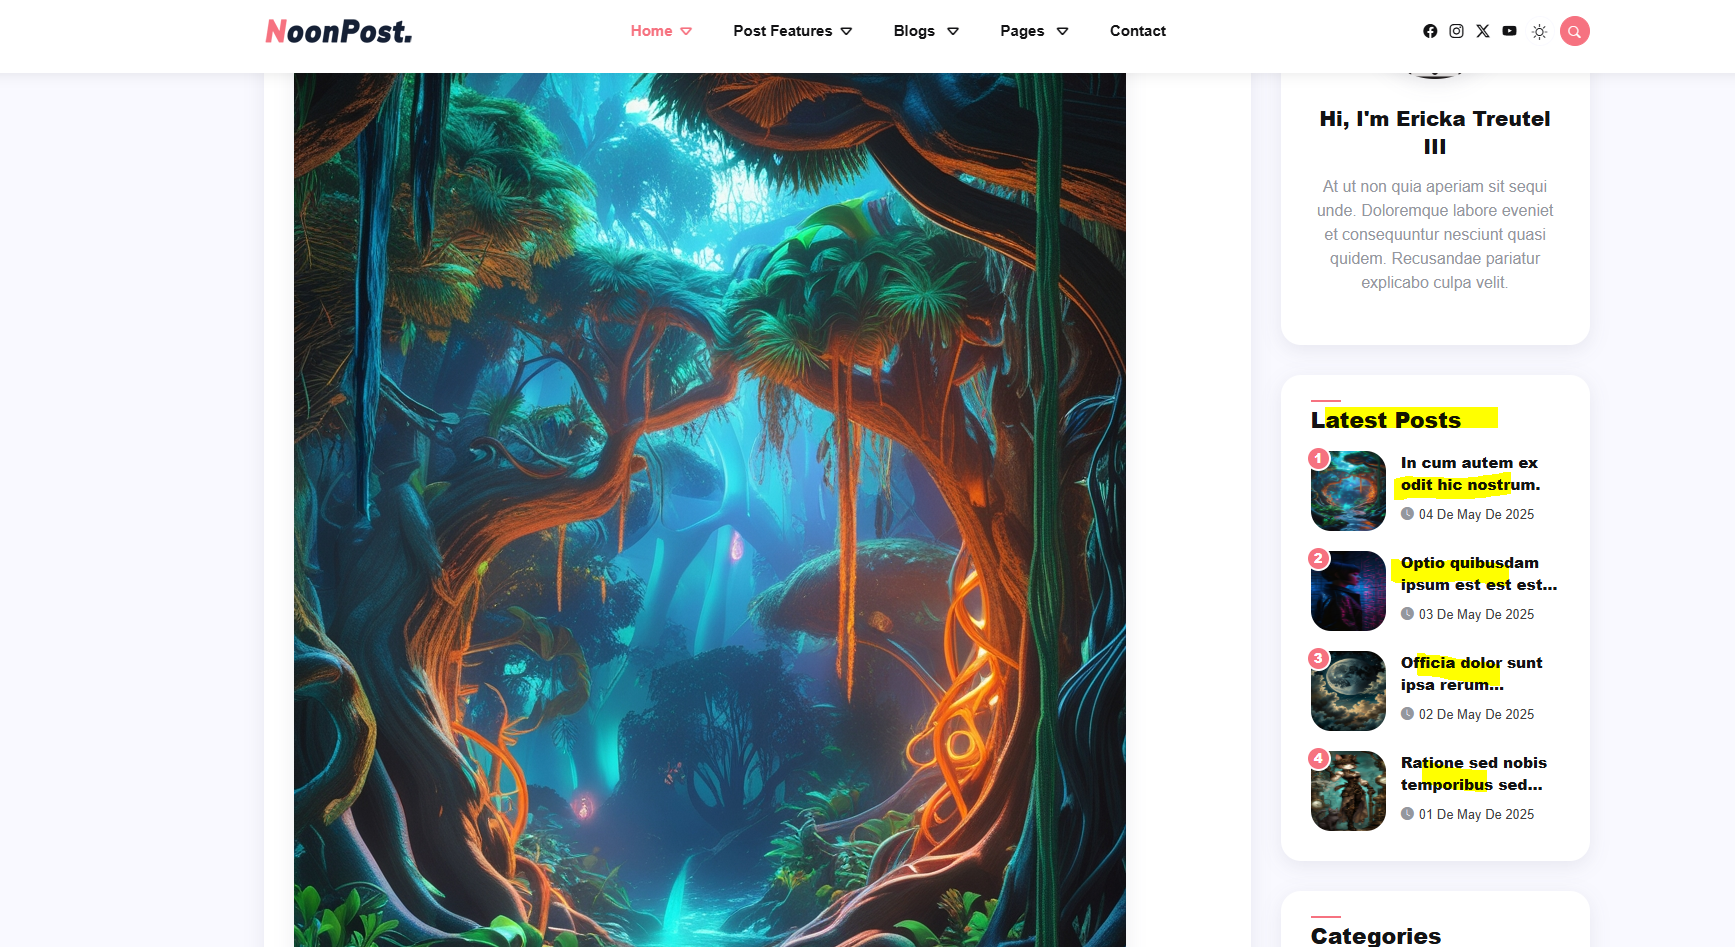 NoonPost.
Home
Post Features
Blogs
Pages
Contact
Hi, I'm Ericka Treutel
III
At ut non quia aperiam sit sequi
unde. Doloremque labore eveniet
et consequuntur nesciunt quasi
quidem. Recusandae pariatur
explicabo culpa velit.
Latest Posts
1
In cum autem ex
odit hic nostrum.
04 De May De 2025
2
Optio quibusdam
ipsum est est est...
03 De May De 2025
3
Officia dolor sunt
ipsa rerum...
02 De May De 2025
4
Ratione sed nobis
temporibus sed...
01 De May De 2025
Categories